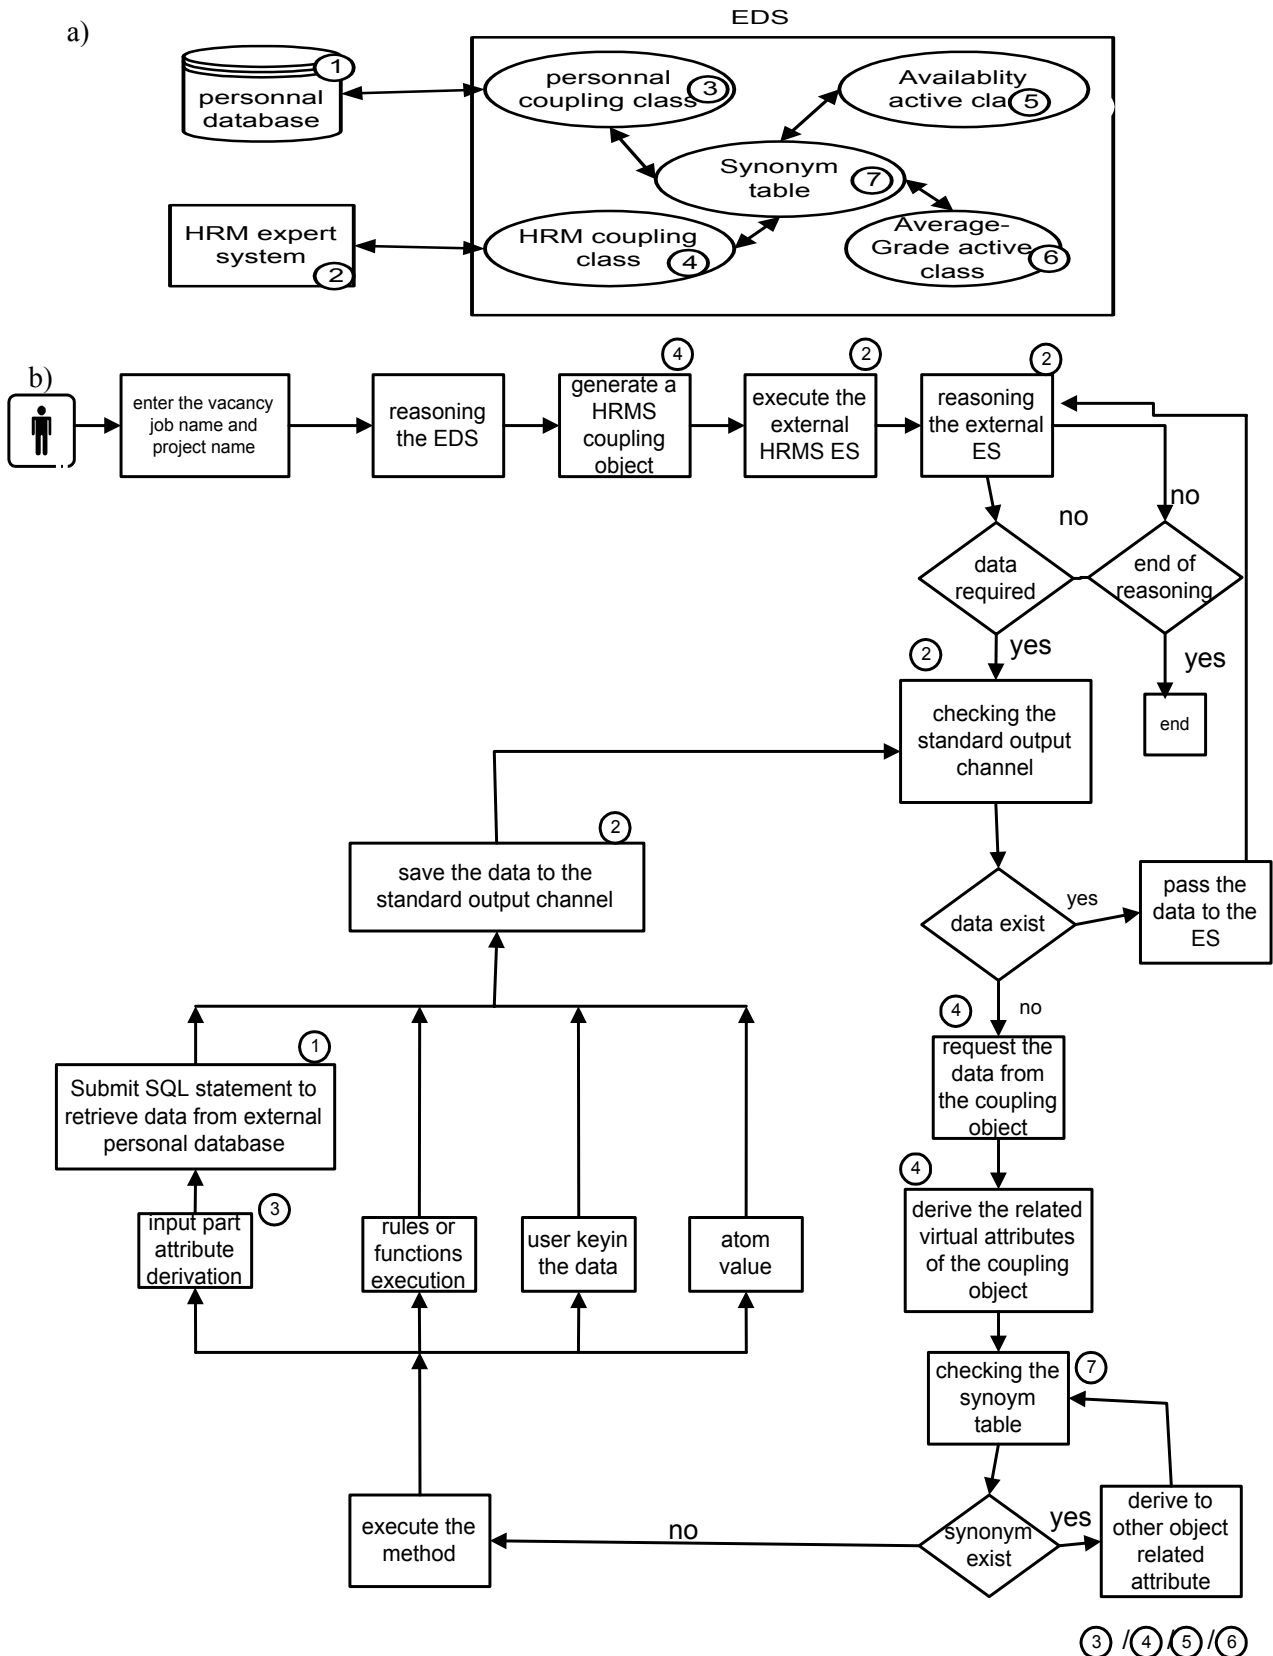 EDS
a)
1
personnal
database
personnal
coupling class
3
Availablity
active cla
5
Synonym
table
7
HRM expert
system
2
HRM coupling
class
4
Average-
Grade active
class
6
b)
enter the vacancy
job name and
project name
reasoning
the EDS
4
generate a
HRMS
coupling
object
2
execute the
external
HRMS ES
2
reasoning
the external
ES
no
no
data
required
end of
reasoning
yes
yes
2
checking the
standard output
channel
end
2
save the data to the
standard output channel
data exist
yes
pass the
data to the
ES
no
4
request the
data from
the coupling
object
1
Submit SQL statement to
retrieve data from external
personal database
4
derive the related
virtual attributes
of the coupling
object
3
input part
attribute
derivation
rules or
functions
execution
user keyin
the data
atom
value
7
checking the
synoym
table
execute the
method
no
synonym
exist
yes
derive to
other object
related
attribute
3 / 4 / 5 / 6